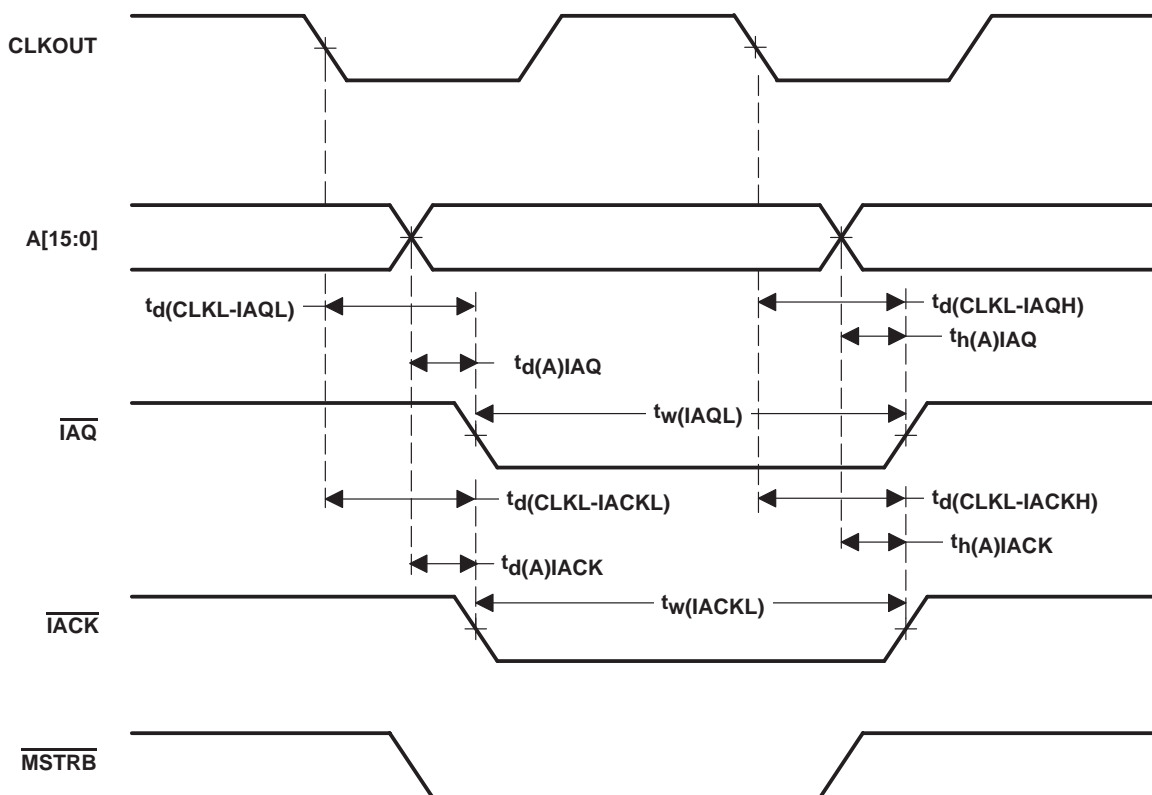 CLKOUT
A[15:0]
td(CLKL-IAQL)
td(CLKL-IAQH)
th(A)IAQ
td(A)IAQ
tw(IAQL)
IAQ
td(CLKL-IACKL)
td(CLKL-IACKH)
th(A)IACK
td(A)IACK
tw(IACKL)
IACK
MSTRB